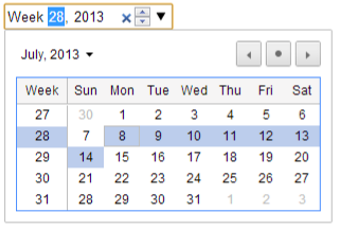 Week 28, 2013
July, 2013
Week Sun Mon Tue Wed Thu Fri Sat
27 30 1 2 3 4 5 6
28 7 8 9 10 11 12 13
29 14 15 16 17 18 19 20
30 21 22 23 24 25 26 27
31 28 29 30 31 1 2 3